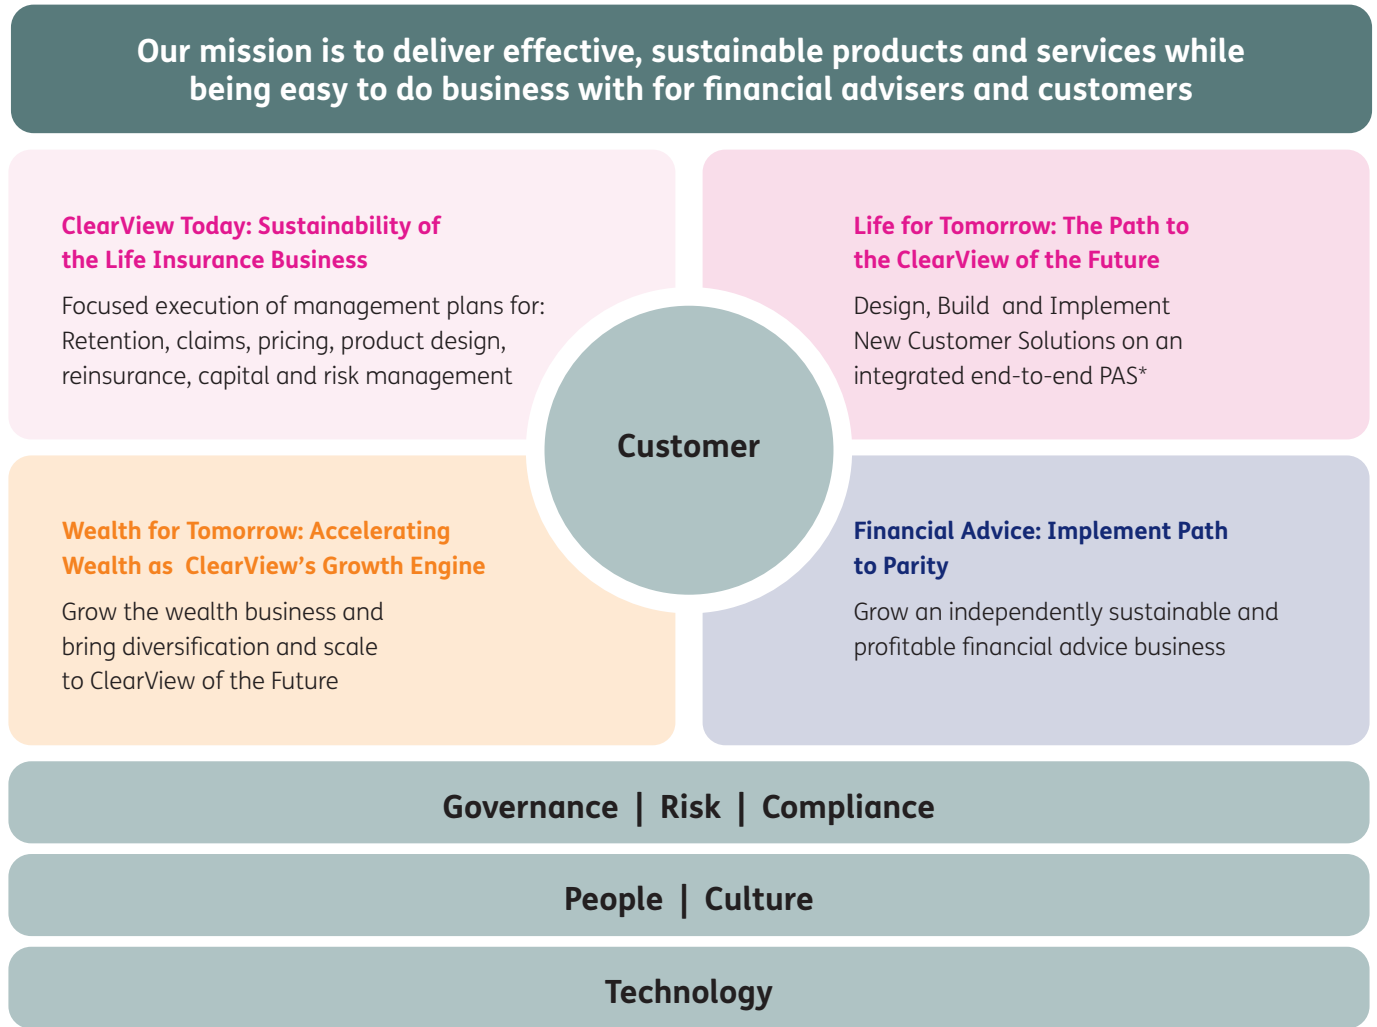 Our mission is to deliver effective, sustainable products and services while
being easy to do business with for financial advisers and customers
ClearView Today: Sustainability of
the Life Insurance Business
Focused execution of management plans for:
Retention, claims, pricing, product design,
reinsurance, capital and risk management
Life for Tomorrow: The Path to
the ClearView of the Future
Design, Build and Implement
New Customer Solutions on an
integrated end-to-end PAS*
Customer
Wealth for Tomorrow: Accelerating
Wealth as ClearView’s Growth Engine
Grow the wealth business and
bring diversification and scale
to ClearView of the Future
Financial Advice: Implement Path
to Parity
Grow an independently sustainable and
profitable financial advice business
Governance | Risk | Compliance
People | Culture
Technology